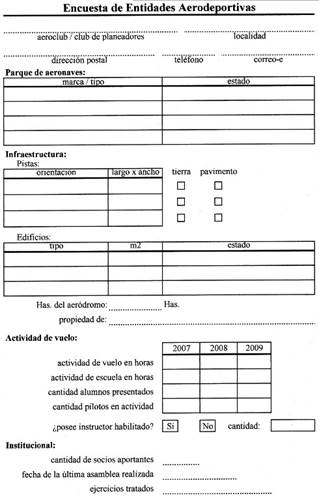 Encuesta de Entidades Aerodeportivas
aeroclub / club de planeadores localidad
dirección postal teléfono correo-e
Parque de aeronaves:
marca / tipo estado
Infraestructura:
Pistas:
orientación largo x ancho tierra pavimento
Edificios:
tipo m2 estado
Has. del aeródromo: Has.
propiedad de:
Actividad de vuelo:
2007 2008 2009
actividad de vuelo en horas
actividad de escuela en horas
cantidad alumnos presentados
cantidad pilotos en actividad
¿posee instructor habilitado? Si No cantidad:
Institucional:
cantidad de socios aportantes
fecha de la última asamblea realizada
ejercicios tratados